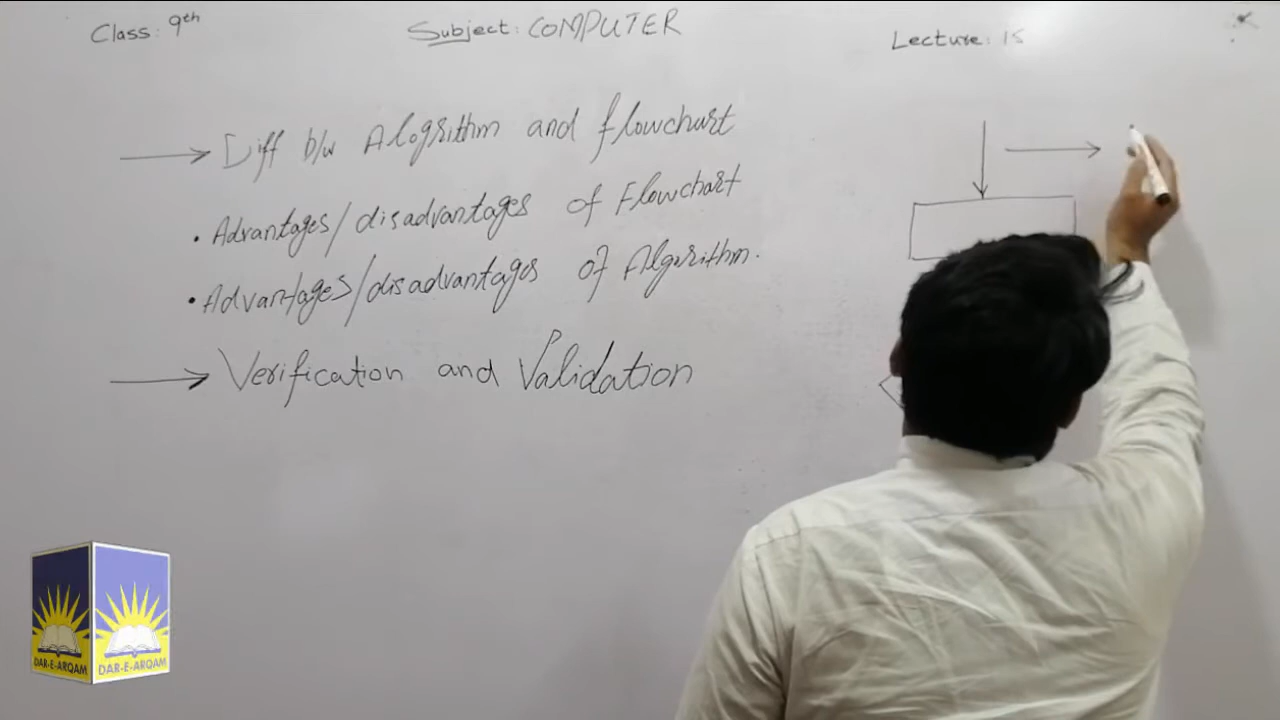 Class: 9th
Subject: COMPUTER
Lecture: 15
Diff b/w Alogrithm and flowchart
• Advantages/disadvantages of Flowchart
• Advantages/disadvantages of Algorithm.
Verification and Validation
DAR-E-ARQAM
DAR-E-ARQAM